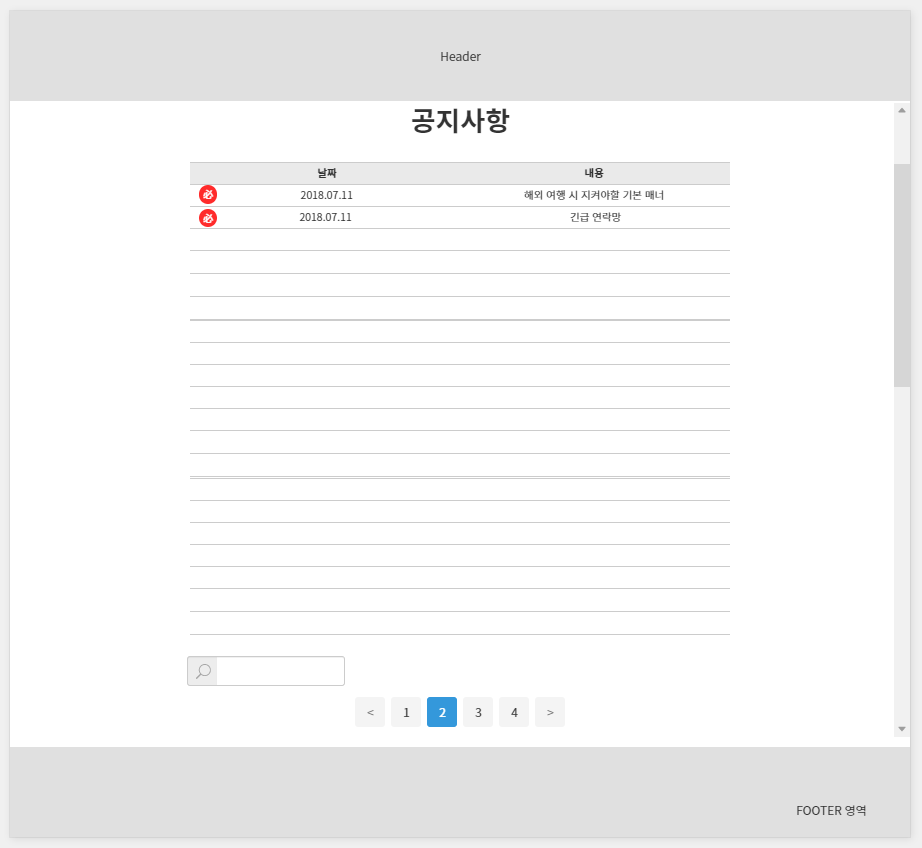 Header
공지사항
날짜 내용
必 2018.07.11 해외 여행 시 지켜야할 기본 매너
必 2018.07.11 긴급 연락망
< 1 2 3 4 >
FOOTER 영역